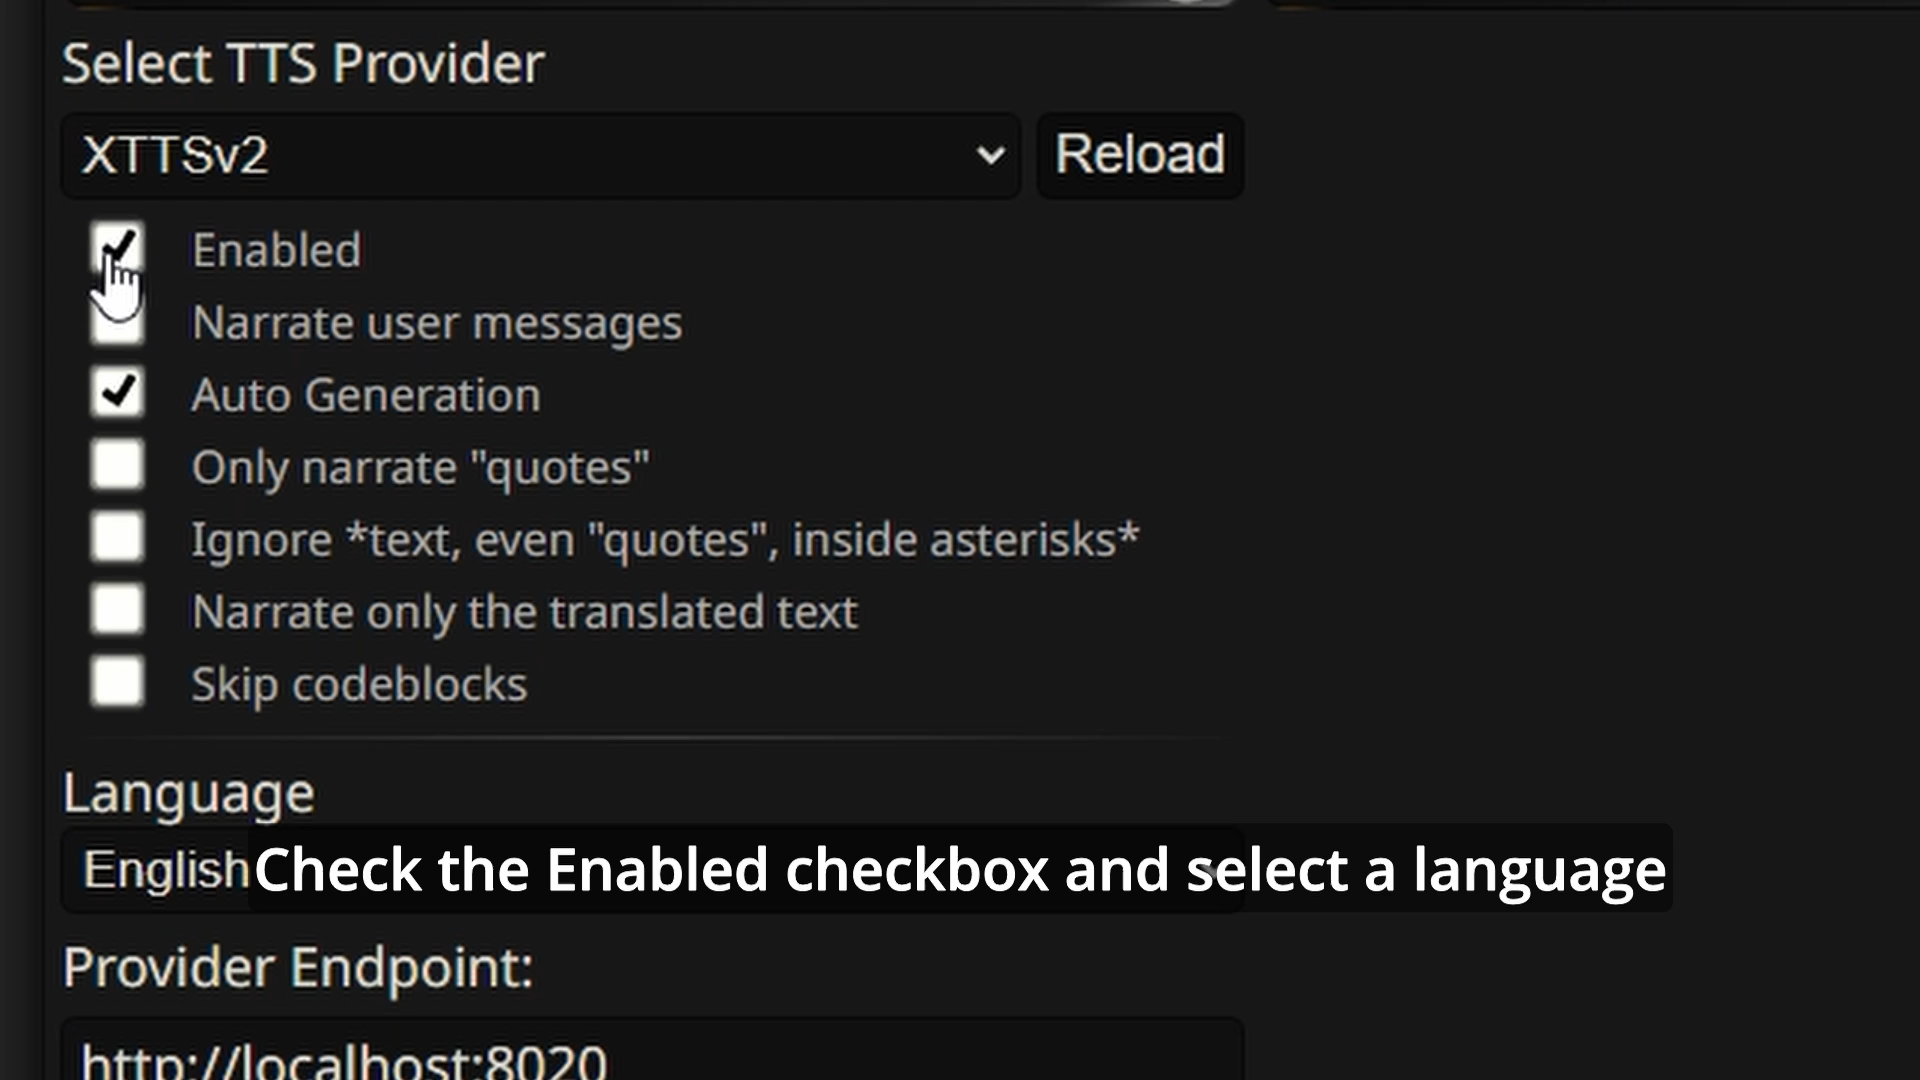 Select TTS Provider
XTTSv2
Reload
Enabled
Narrate user messages
Auto Generation
Only narrate "quotes"
Ignore *text, even "quotes", inside asterisks*
Narrate only the translated text
Skip codeblocks
Language
English
Check the Enabled checkbox and select a language
Provider Endpoint:
http://localhost:8020